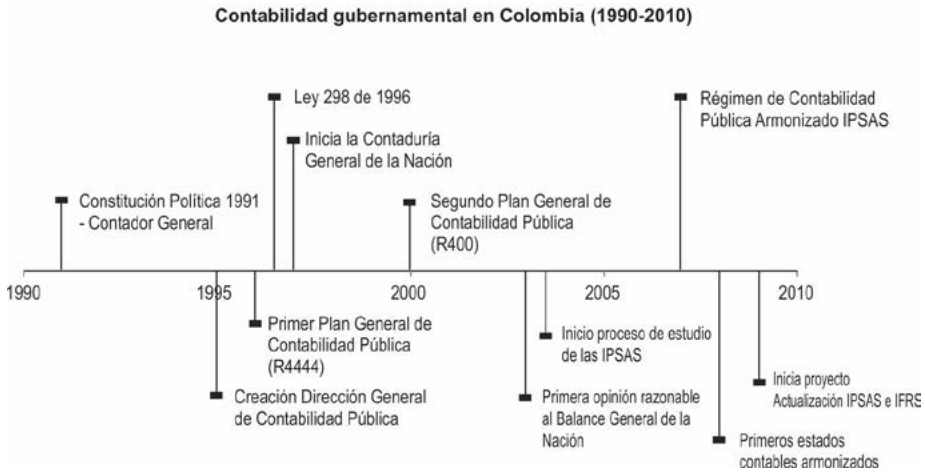 Contabilidad gubernamental en Colombia (1990-2010)
Ley 298 de 1996
Inicia la Contaduría
General de la Nación
Constitución Política 1991
- Contador General
Segundo Plan General de
Contabilidad Pública
(R400)
Régimen de Contabilidad
Pública Armonizado IPSAS
1990
1995
2000
2005
2010
Primer Plan General de
Contabilidad Pública
(R4444)
Creación Dirección General
de Contabilidad Pública
Inicio proceso de estudio
de las IPSAS
Primera opinión razonable
al Balance General de la
Nación
Inicia proyecto
Actualización IPSAS e IFRS
Primeros estados
contables armonizados